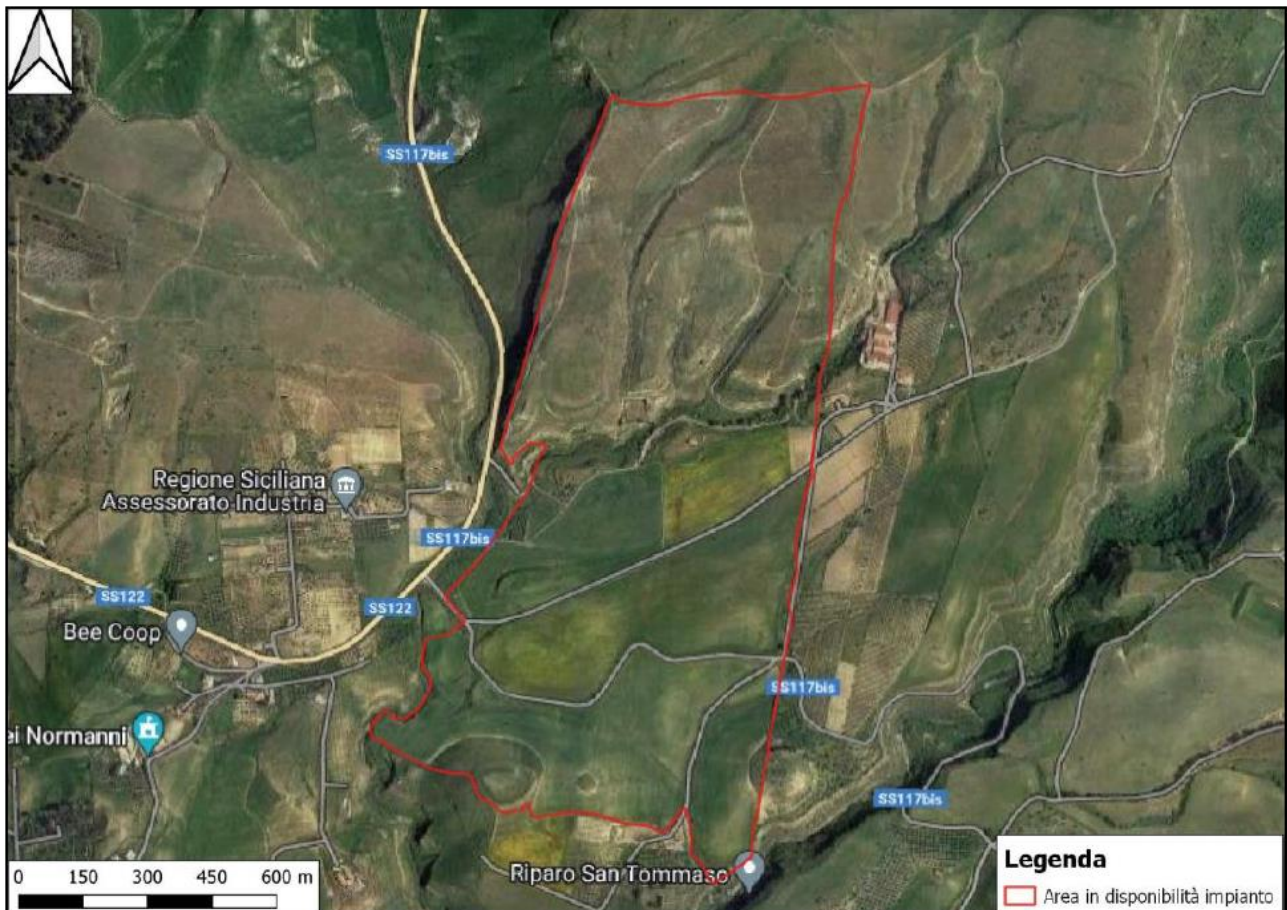 SS117bis
Regione Siciliana
Assessorato Industria
SS117bis
SS122
SS122
Bee Coop
SS117bis
ei Normanni
SS117bis
Riparo San Tommaso
0 150 300 450 600 m
Legenda
Area in disponibilità impianto